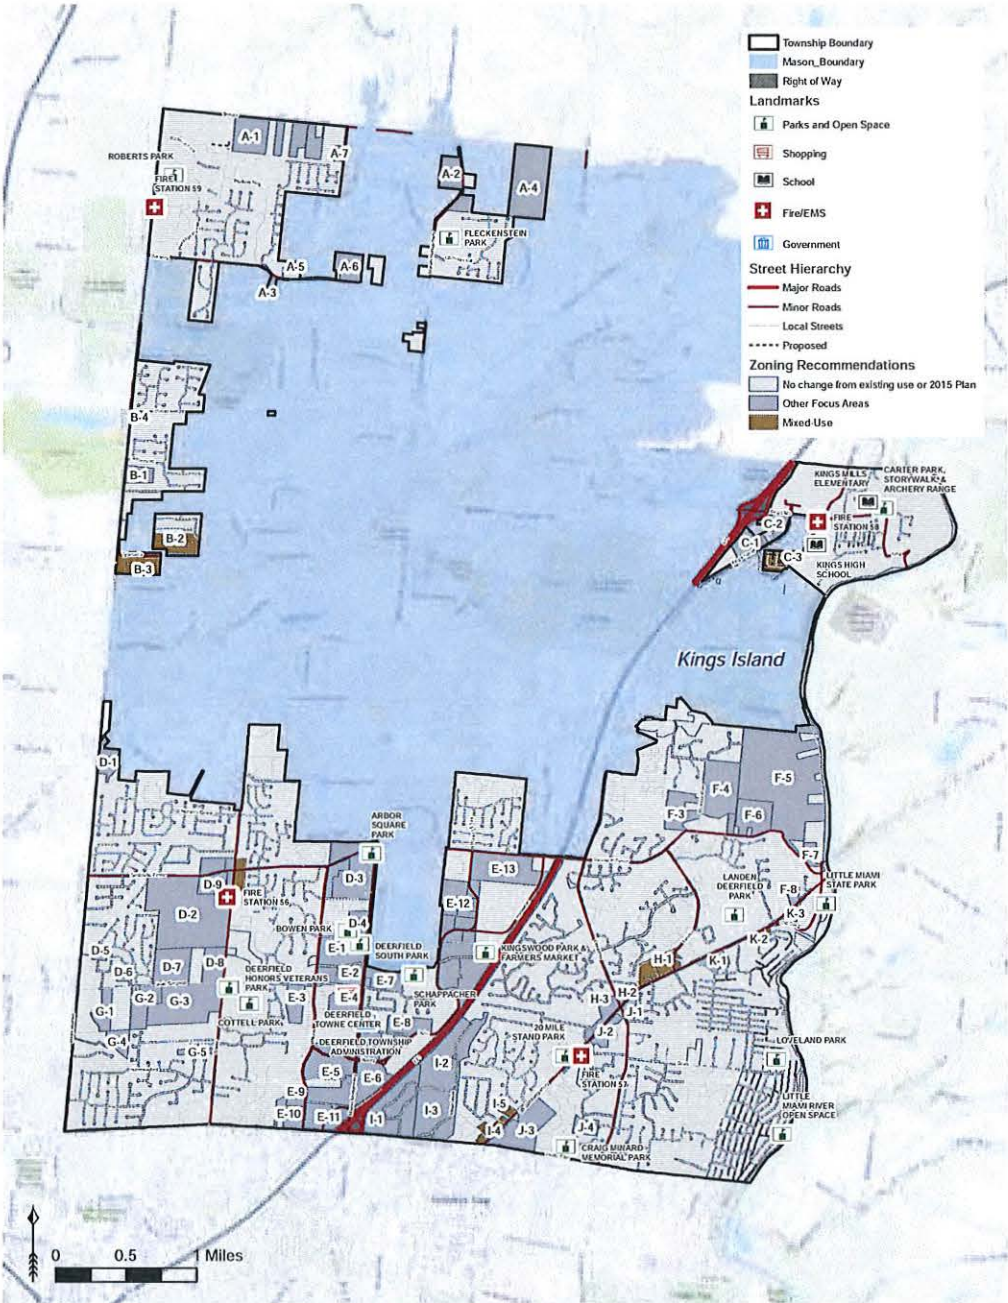 Township Boundary
Mason_Boundary
Right of Way
Landmarks
Parks and Open Space
Shopping
School
Fire/EMS
Government
Street Hierarchy
Major Roads
Minor Roads
Local Streets
Proposed
Zoning Recommendations
No change from existing use or 2015 Plan
Other Focus Areas
Mixed-Use
A-1
A-7
ROBERTS PARK
FIRE
STATION 59
A-2
A-4
FLECKENSTEIN
PARK
A-5
A-6
A-3
B-4
B-1
B-2
B-3
KINGS MILLS
ELEMENTARY
CARTER PARK,
STORYWALK, &
ARCHERY RANGE
C-2
FIRE
STATION 58
C-1
C-3
KINGS HIGH
SCHOOL
Kings Island
D-1
F-5
F-4
F-3
F-6
ARBOR
SQUARE
PARK
F-7
D-3
E-13
D-9
FIRE
STATION 56
LANDEN
DEERFIELD
PARK
F-8
LITTLE MIAMI
STATE PARK
D-2
E-12
K-3
BOWEN PARK
D-4
E-1
K-2
D-5
DEERFIELD
SOUTH PARK
KINGSWOOD PARK &
FARMERS MARKET
H-1
K-1
D-6
D-7
D-8
DEERFIELD
HONORS VETERANS
PARK
E-2
E-7
SCHAPPACHER
PARK
G-2
G-3
E-3
E-4
H-3
H-2
G-1
COTTELL PARK
DEERFIELD
TOWNE CENTER
E-8
J-1
20 MILE
STAND PARK
J-2
G-4
G-5
DEERFIELD TOWNSHIP
ADMINISTRATION
LOVELAND PARK
E-5
E-6
I-2
FIRE
STATION 57
E-9
E-10
E-11
I-1
I-3
I-5
I-4
J-3
J-4
LITTLE
MIAMI RIVER
OPEN SPACE
CRAIG MINARD
MEMORIAL PARK
0 0.5 1 Miles